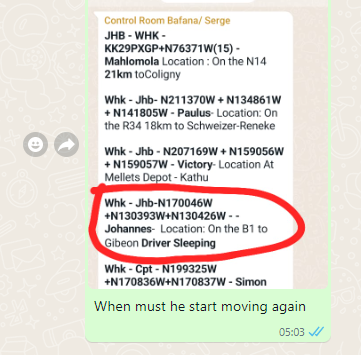 Control Room Bafana/ Serge
JHB - WHK -
KK29PXGP+N76371W(15) -
Mahlomola Location : On the N14
21km toColigny
Whk - Jhb- N211370W + N134861W
+ N141805W - Paulus- Location: On
the R34 18km to Schweizer-Reneke
Whk - Jhb - N207169W + N159056W
+ N159057W - Victory- Location At
Mellets Depot - Kathu
Whk - Jhb-N170046W
+N130393W+N130426W - -
Johannes- Location: On the B1 to
Gibeon Driver Sleeping
Whk - Cpt - N199325W
+N170836W+N170837W - Simon
When must he start moving again
05:03